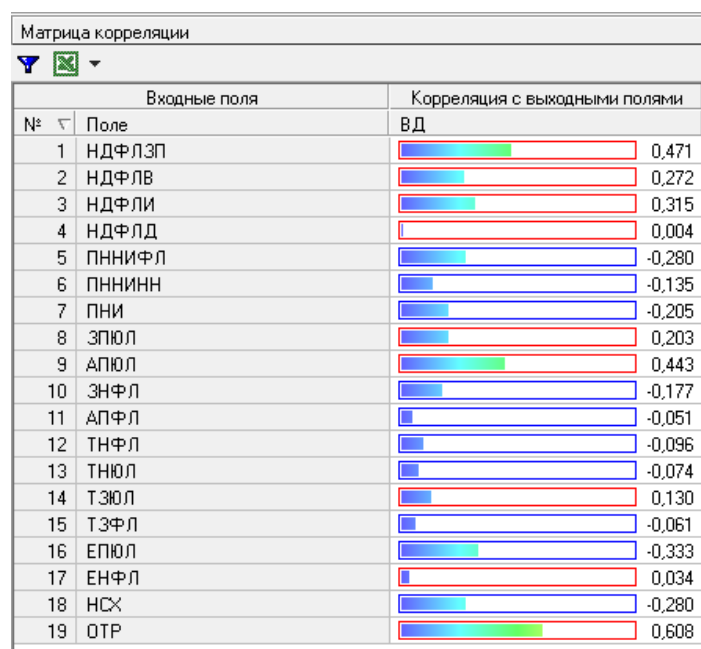 Матрица корреляции
Входные поля Корреляция с выходными полями
№ Поле ВД
1 НДФЛЗП 0,471
2 НДФЛВ 0,272
3 НДФЛИ 0,315
4 НДФЛД 0,004
5 ПННИФЛ -0,280
6 ПННИНН -0,135
7 ПНИ -0,205
8 ЗПЮЛ 0,203
9 АПЮЛ 0,443
10 ЗНФЛ -0,177
11 АПФЛ -0,051
12 ТНФЛ -0,096
13 ТНЮЛ -0,074
14 ТЗЮЛ 0,130
15 ТЗФЛ -0,061
16 ЕПЮЛ -0,333
17 ЕНФЛ 0,034
18 НСХ -0,280
19 ОТР 0,608